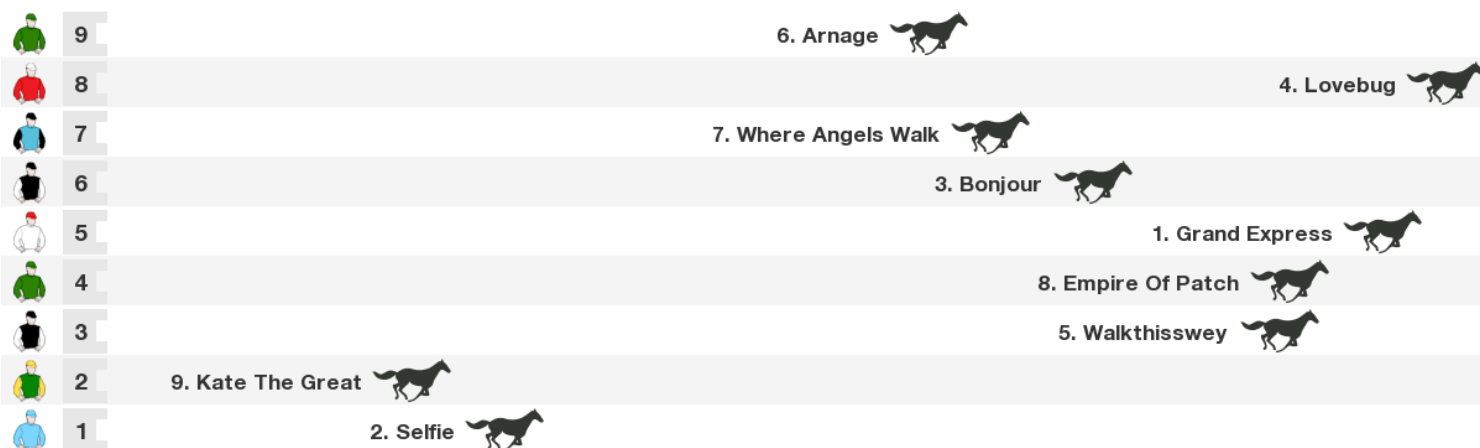 9 6. Arnage
8 4. Lovebug
7 7. Where Angels Walk
6 3. Bonjour
5 1. Grand Express
4 8. Empire Of Patch
3 5. Walkthisswey
2 9. Kate The Great
1 2. Selfie